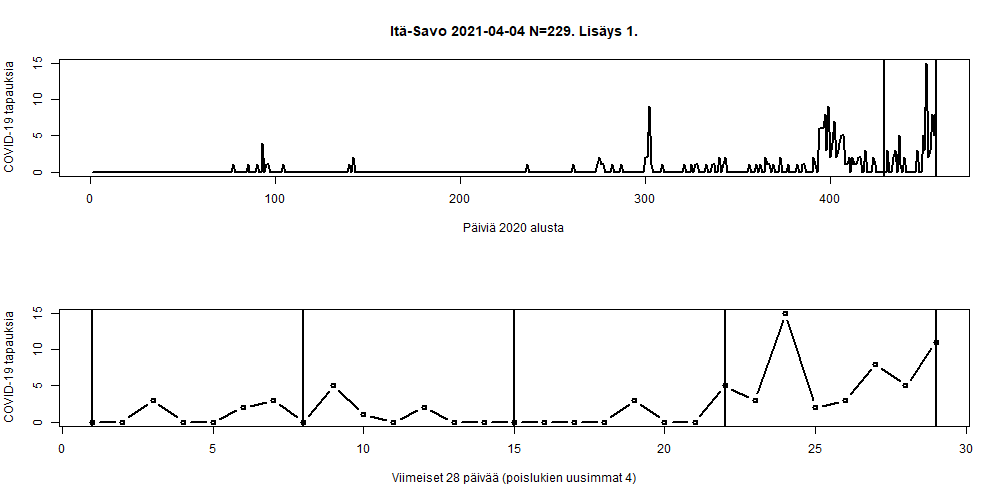 Itä-Savo 2021-04-04 N=229. Lisäys 1.
COVID-19 tapauksia
15
10
5
0
0 100 200 300 400
Päiviä 2020 alusta
COVID-19 tapauksia
15
10
5
0
0 5 10 15 20 25 30
Viimeiset 28 päivää (poislukien uusimmat 4)